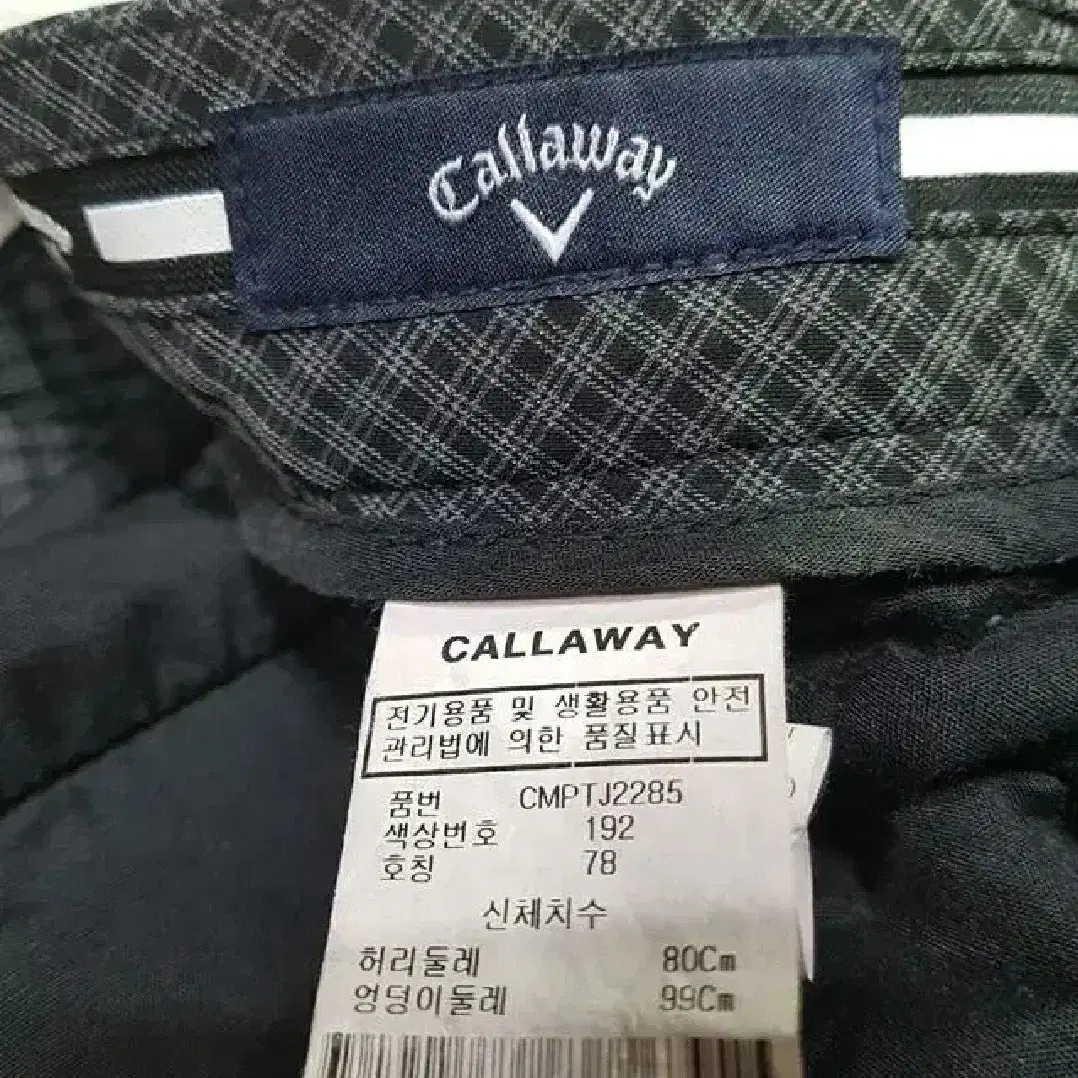 Callaway
CALLAWAY
전기용품 및 생활용품 안전
관리법에 의한 품질표시
품번 CMPTJ2285
색상번호 192
호칭 78
신체치수
허리둘레 80Cm
엉덩이둘레 99Cm